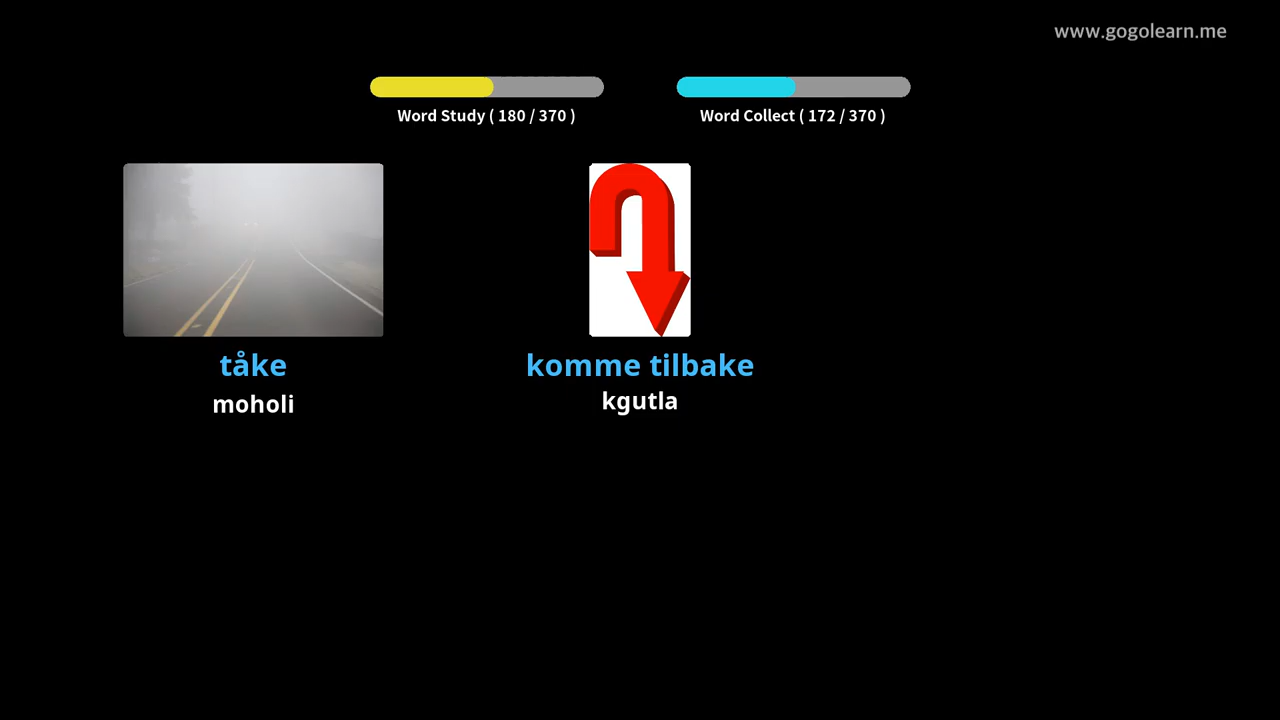 www.gogolearn.me
Word Study ( 180 / 370 )
Word Collect ( 172 / 370 )
tåke
moholi
komme tilbake
kgutla